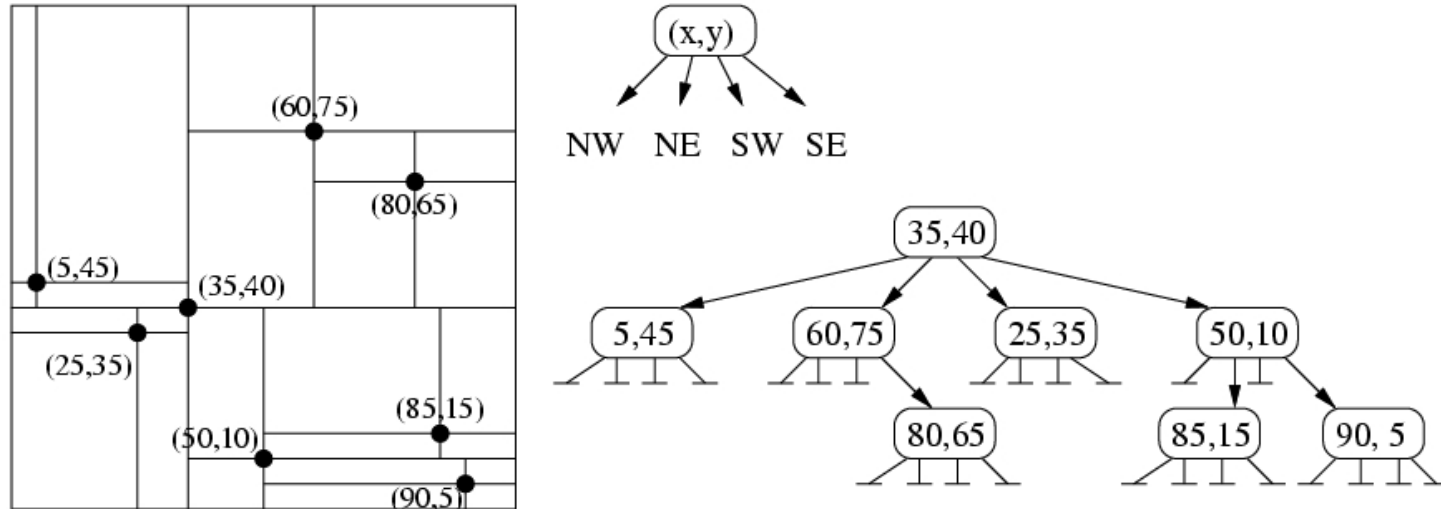 (60,75)
(80,65)
(5,45)
(35,40)
(25,35)
(85,15)
(50,10)
(90,5)
(x,y)
NW NE SW SE
35,40
5,45 60,75 25,35 50,10
80,65 85,15 90, 5